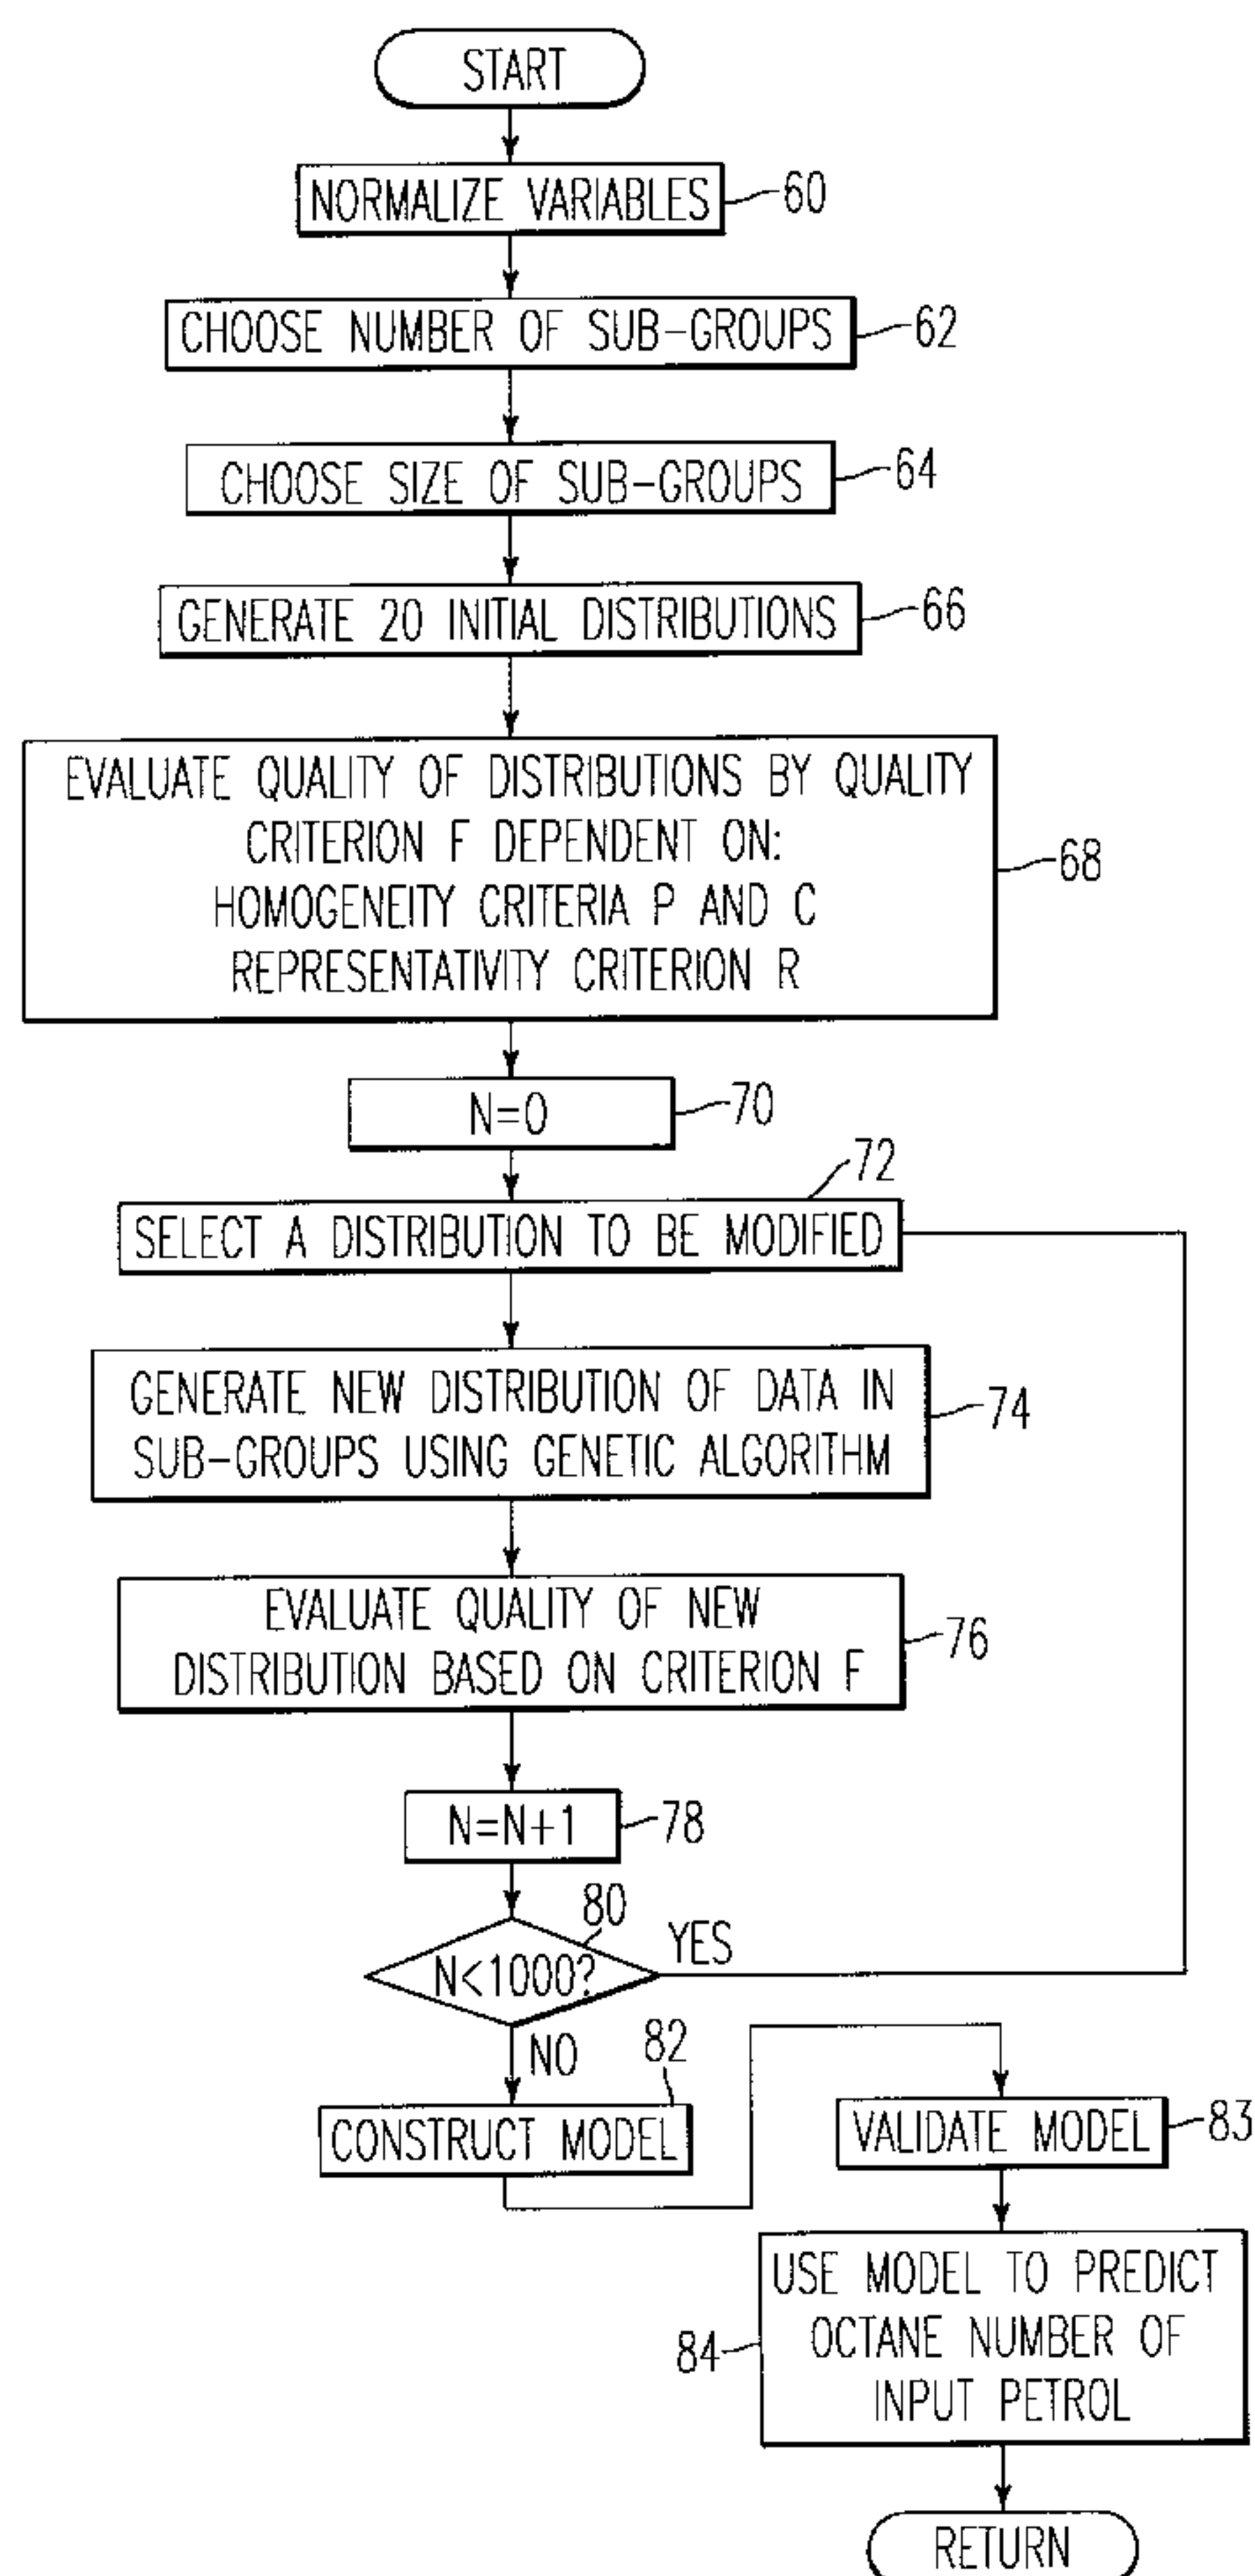 START
NORMALIZE VARIABLES
60
CHOOSE NUMBER OF SUB-GROUPS
62
CHOOSE SIZE OF SUB-GROUPS
64
GENERATE 20 INITIAL DISTRIBUTIONS
66
EVALUATE QUALITY OF DISTRIBUTIONS BY QUALITY
CRITERION F DEPENDENT ON:
HOMOGENEITY CRITERIA P AND C
REPRESENTATIVITY CRITERION R
68
N=0
70
72
SELECT A DISTRIBUTION TO BE MODIFIED
GENERATE NEW DISTRIBUTION OF DATA IN
SUB-GROUPS USING GENETIC ALGORITHM
74
EVALUATE QUALITY OF NEW
DISTRIBUTION BASED ON CRITERION F
76
N=N+1
78
80
N<1000?
YES
NO
82
CONSTRUCT MODEL
VALIDATE MODEL
83
USE MODEL TO PREDICT
OCTANE NUMBER OF
INPUT PETROL
84
RETURN